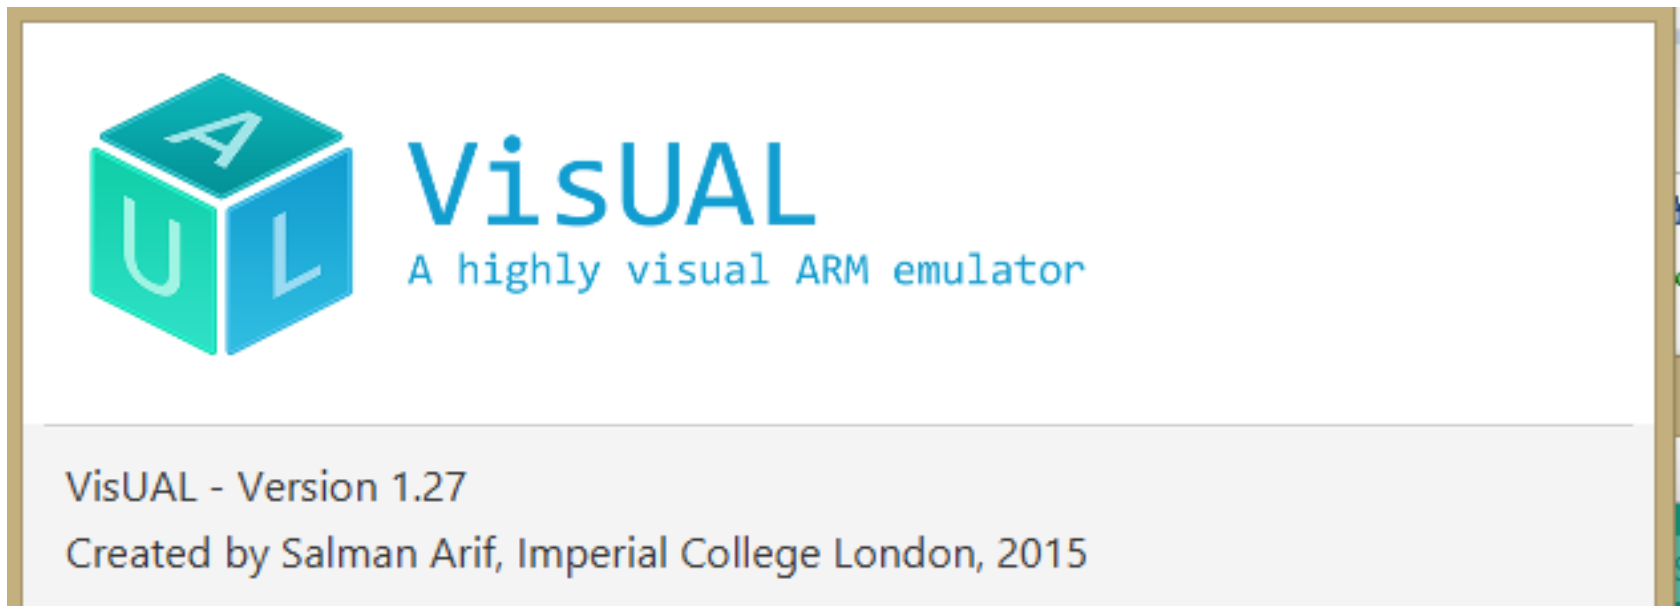 A
U L
VisUAL
A highly visual ARM emulator
VisUAL - Version 1.27
Created by Salman Arif, Imperial College London, 2015